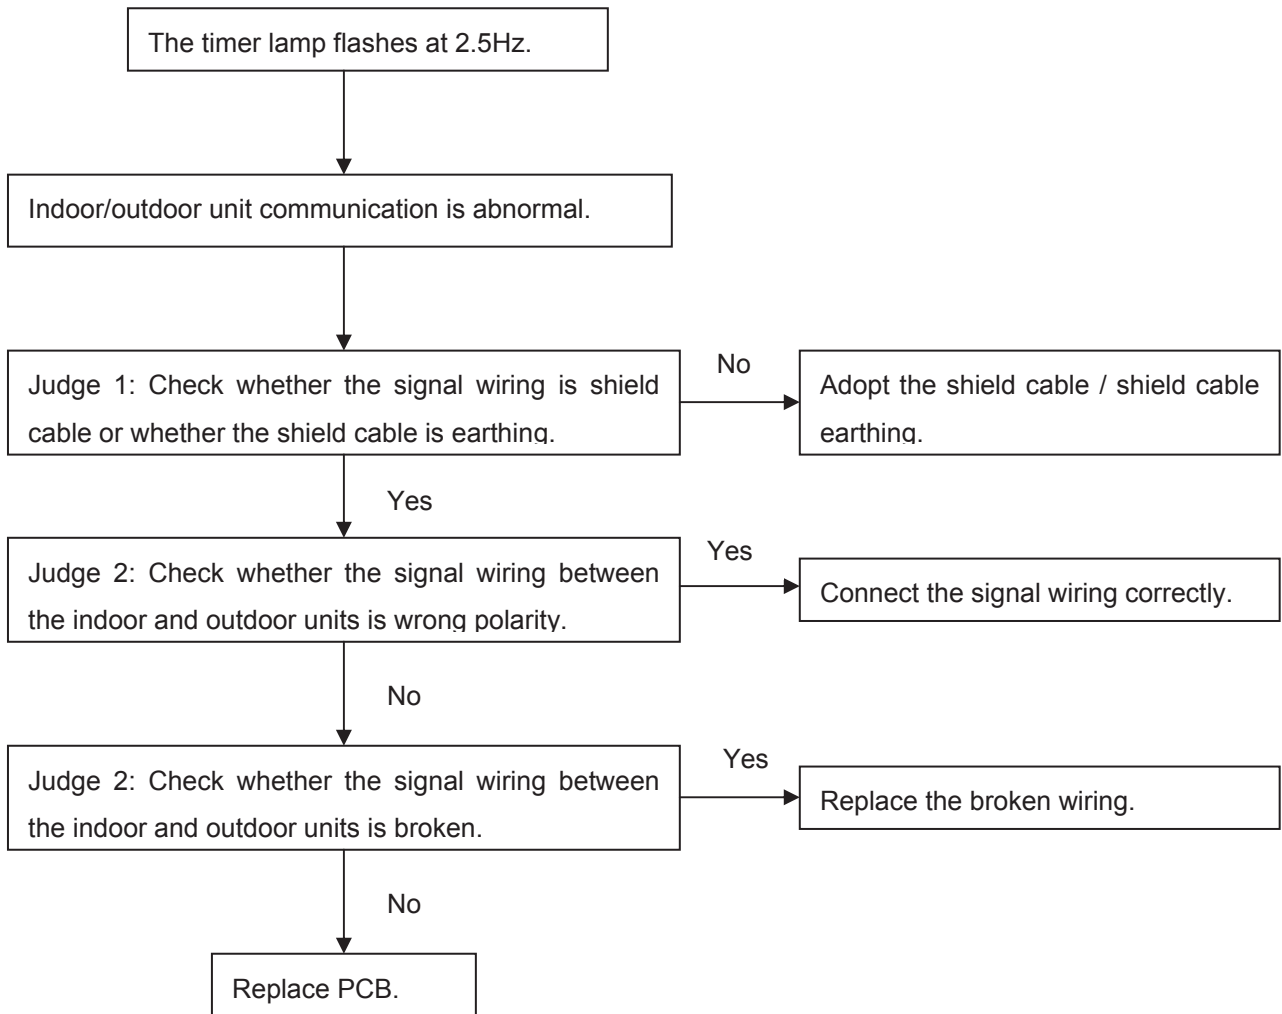 The timer lamp flashes at 2.5Hz.
Indoor/outdoor unit communication is abnormal.
Judge 1: Check whether the signal wiring is shield
cable or whether the shield cable is earthing.
No
Adopt the shield cable / shield cable
earthing.
Yes
Judge 2: Check whether the signal wiring between
the indoor and outdoor units is wrong polarity.
Yes
Connect the signal wiring correctly.
No
Judge 2: Check whether the signal wiring between
the indoor and outdoor units is broken.
Yes
Replace the broken wiring.
No
Replace PCB.